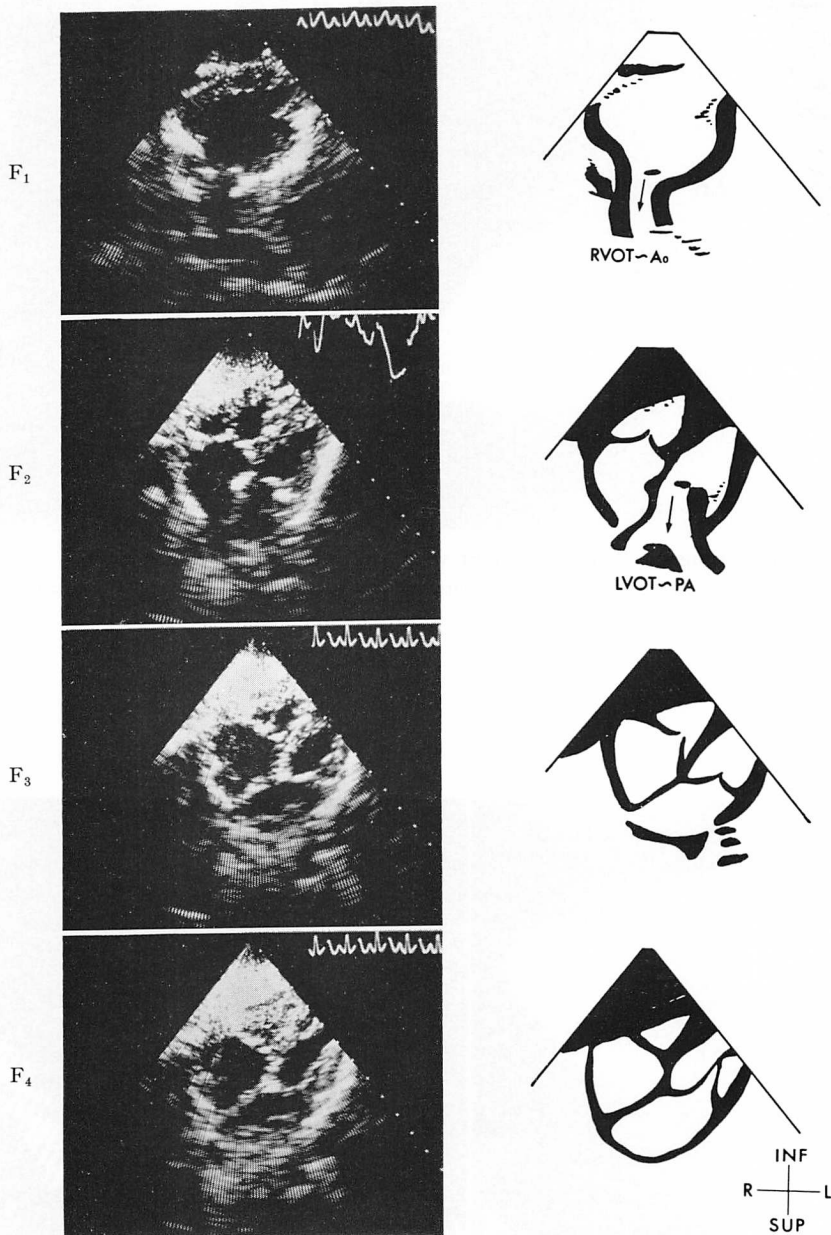 F₁
RVOT~Ao
F₂
LVOT~PA
F₃
F₄
INF
R L
SUP